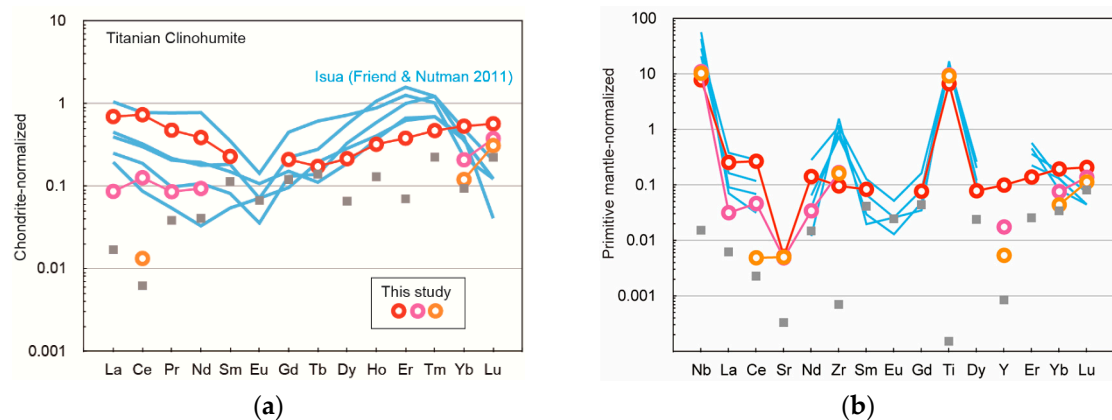 Titanian Clinohumite
Isua (Friend & Nutman 2011)
This study
Chondrite-normalized
10
1
0.1
0.01
0.001
La Ce Pr Nd Sm Eu Gd Tb Dy Ho Er Tm Yb Lu
(a)
Primitive mantle-normalized
100
10
1
0.1
0.01
0.001
Nb La Ce Sr Nd Zr Sm Eu Gd Ti Dy Y Er Yb Lu
(b)